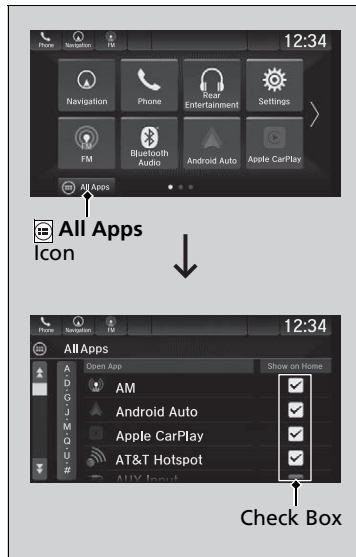 Phone Navigation FM 12:34
Navigation Phone Rear Entertainment Settings
FM Bluetooth Audio Android Auto Apple CarPlay
All Apps
All Apps
Icon
Phone Navigation FM 12:34
All Apps
Open App Show on Home
A AM
D Android Auto
G
J Apple CarPlay
M
Q AT&T Hotspot
U
# AUX Input
Check Box